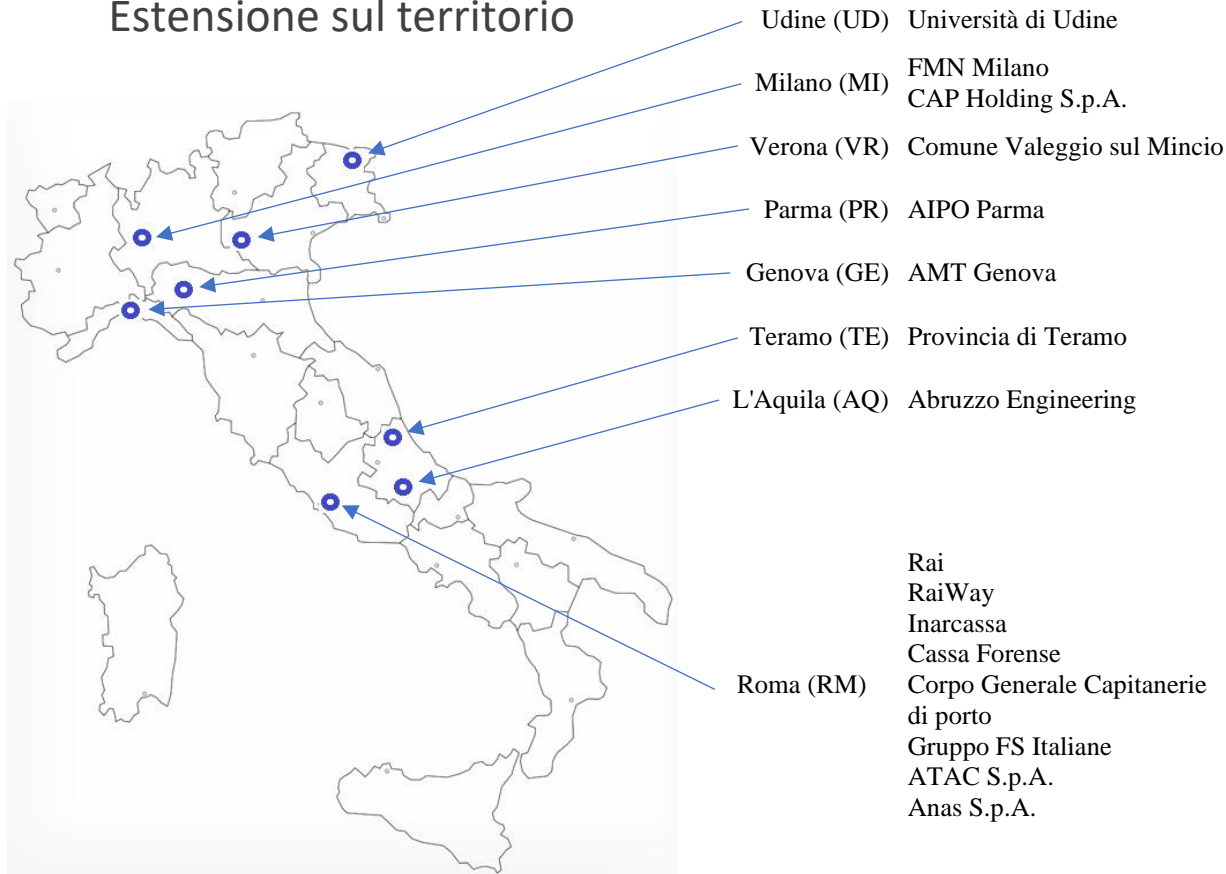 Estensione sul territorio
Udine (UD) Università di Udine
Milano (MI) FMN Milano
CAP Holding S.p.A.
Verona (VR) Comune Valeggio sul Mincio
Parma (PR) AIPO Parma
Genova (GE) AMT Genova
Teramo (TE) Provincia di Teramo
L'Aquila (AQ) Abruzzo Engineering
Rai
RaiWay
Inarcassa
Cassa Forense
Roma (RM) Corpo Generale Capitanerie
di porto
Gruppo FS Italiane
ATAC S.p.A.
Anas S.p.A.